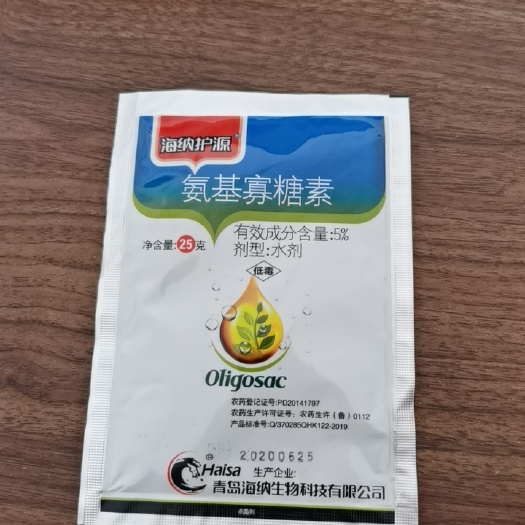 海纳护源®
氨基寡糖素
有效成分含量:5%
净含量:25克
剂型:水剂
低毒
Oligosac
农药登记证号:PD20141797
农药生产许可证号：农药生许（鲁）0112
产品标准号:Q/370285QHK122-2019
20200625
®
Haisa
生产企业:
青岛海纳生物科技有限公司
杀菌剂